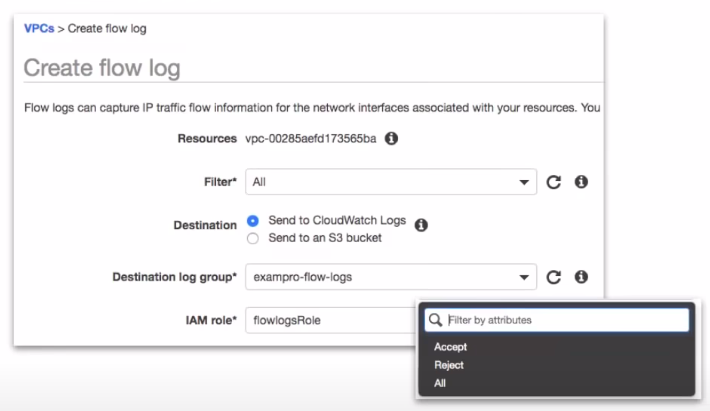 VPCs > Create flow log
Create flow log
Flow logs can capture IP traffic flow information for the network interfaces associated with your resources. You
Resources vpc-00285aefd173565ba
Filter* All
Destination Send to CloudWatch Logs
Send to an S3 bucket
Destination log group* exampro-flow-logs
IAM role* flowlogsRole
Filter by attributes
Accept
Reject
All